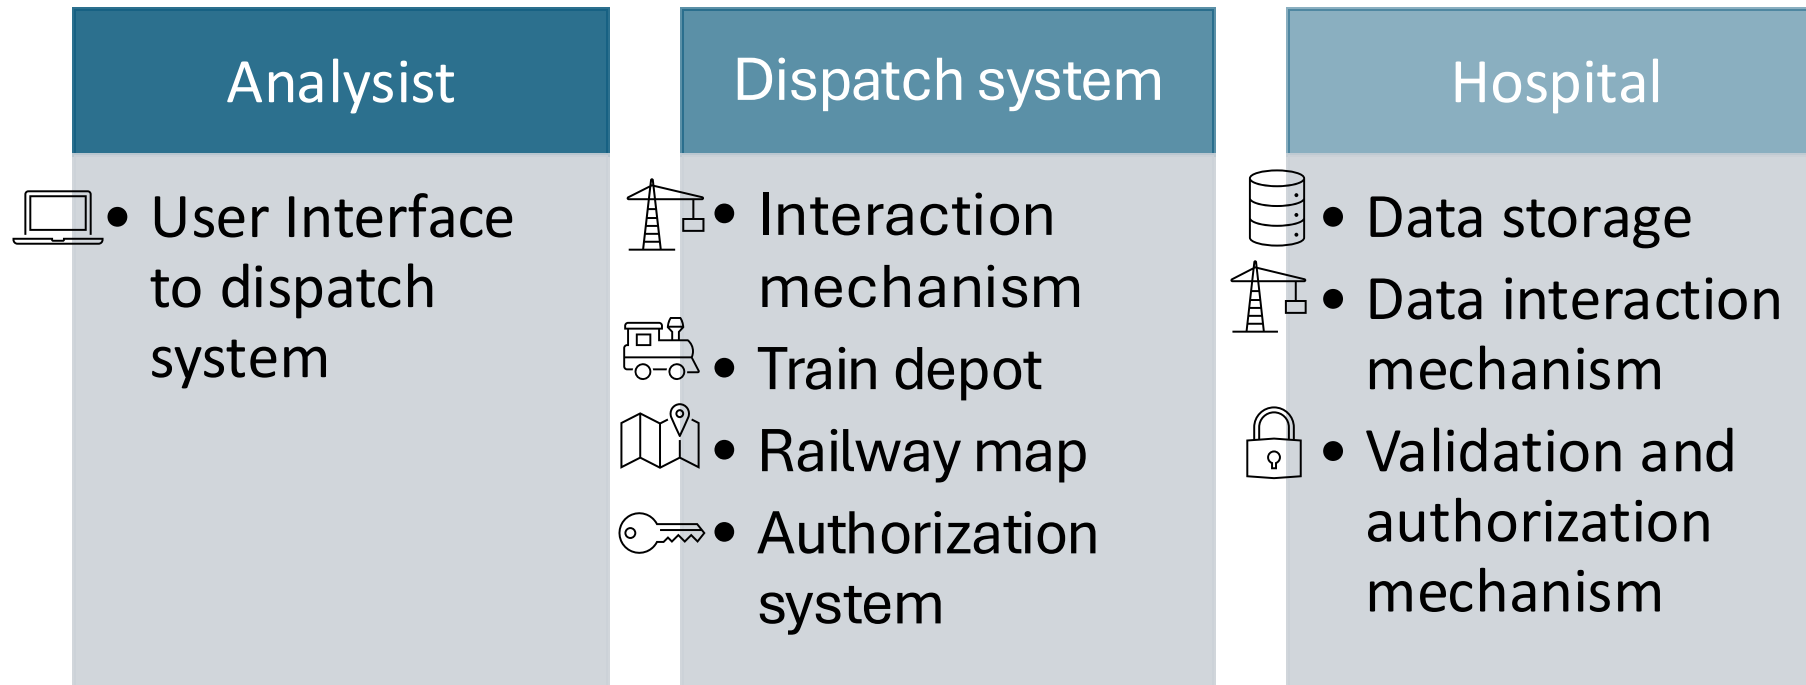 Analysist
• User Interface
to dispatch
system
Dispatch system
• Interaction
mechanism
• Train depot
• Railway map
• Authorization
system
Hospital
• Data storage
• Data interaction
mechanism
• Validation and
authorization
mechanism